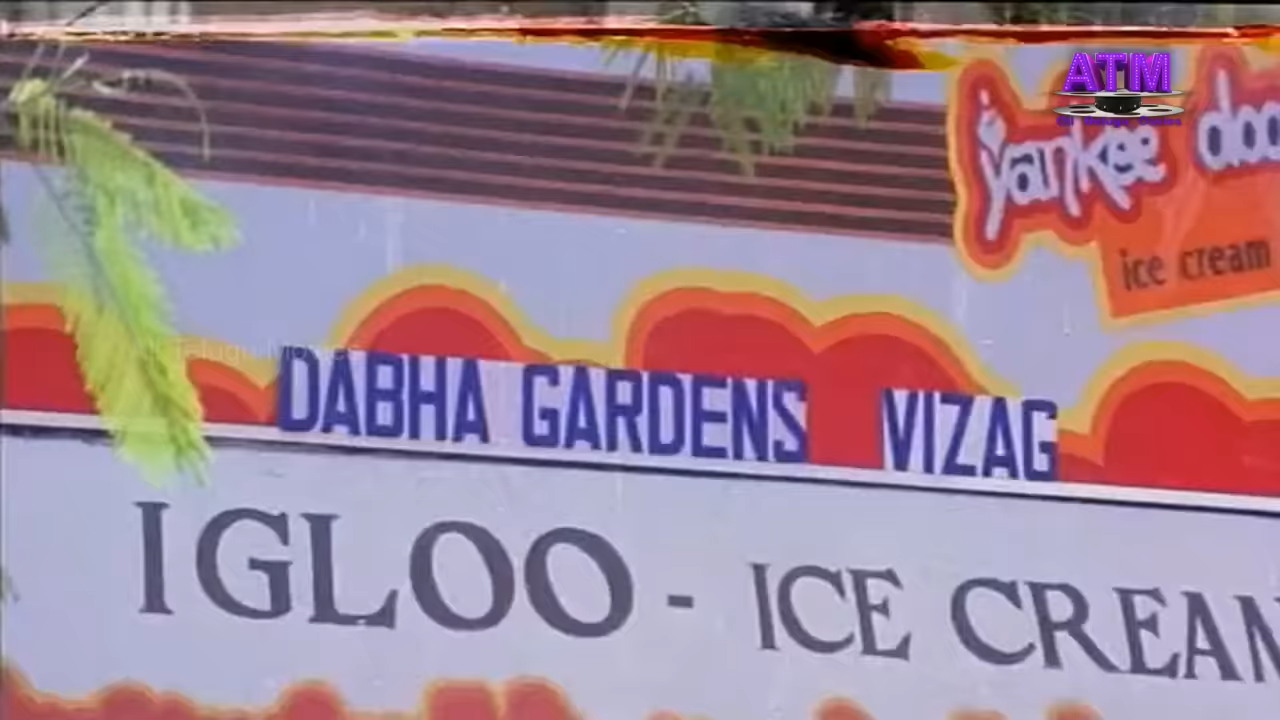 ATM
yankee doo
ice cream
DABHA GARDENS VIZAG
IGLOO - ICE CREAM